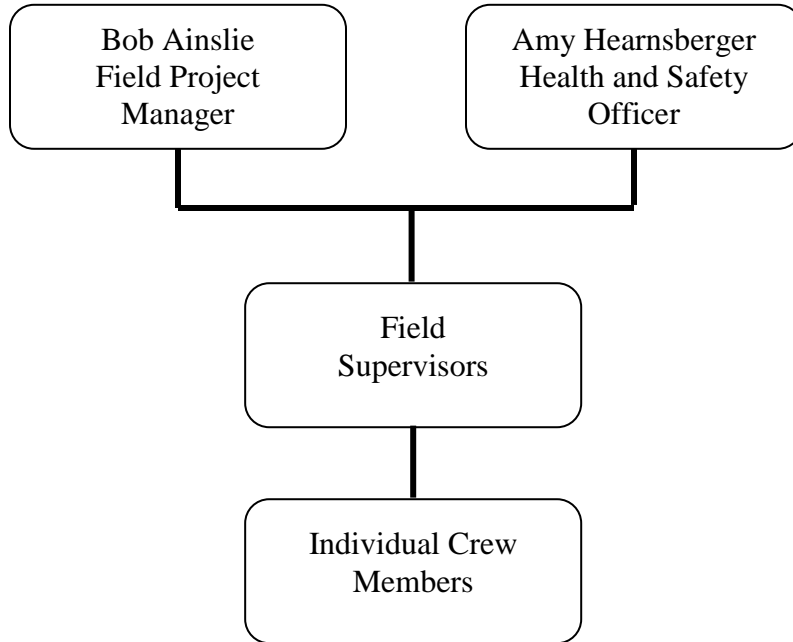 Bob Ainslie
Field Project
Manager
Amy Hearnsberger
Health and Safety
Officer
Field
Supervisors
Individual Crew
Members